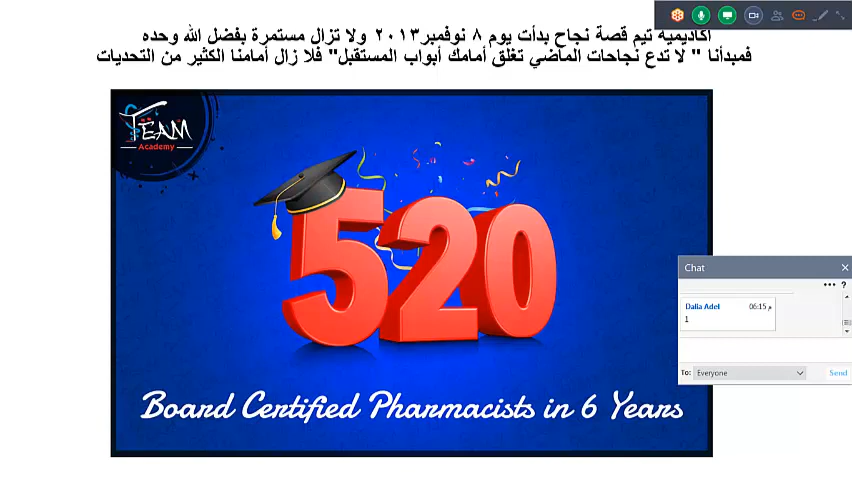 أكاديمية تيم قصة نجاح بدأت يوم ٨ نوفمبر٢٠١٣ ولا تزال مستمرة بفضل الله وحده
فمبدأنا " لا تدع نجاحات الماضي تغلق أمامك أبواب المستقبل" فلا زال أمامنا الكثير من التحديات
TEAM
Academy
520
Board Certified Pharmacists in 6 Years
Chat
Dalia Adel 06:15 م
1
To: Everyone Send